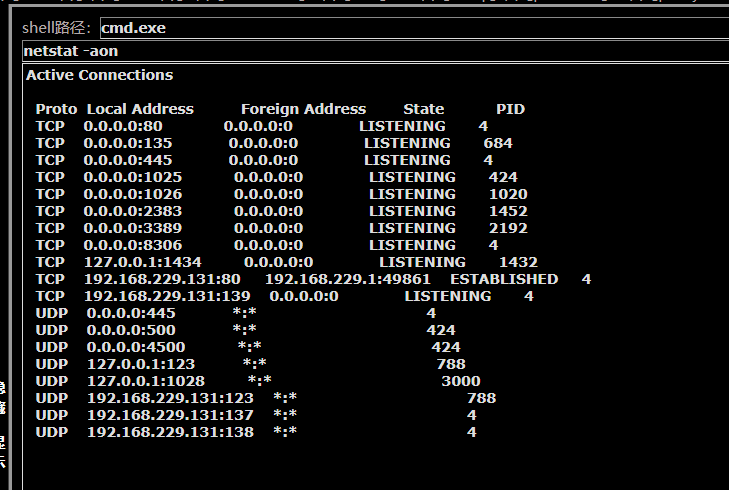 shell路径: cmd.exe
netstat -aon
Active Connections
Proto Local Address Foreign Address State PID
TCP 0.0.0.0:80 0.0.0.0:0 LISTENING 4
TCP 0.0.0.0:135 0.0.0.0:0 LISTENING 684
TCP 0.0.0.0:445 0.0.0.0:0 LISTENING 4
TCP 0.0.0.0:1025 0.0.0.0:0 LISTENING 424
TCP 0.0.0.0:1026 0.0.0.0:0 LISTENING 1020
TCP 0.0.0.0:2383 0.0.0.0:0 LISTENING 1452
TCP 0.0.0.0:3389 0.0.0.0:0 LISTENING 2192
TCP 0.0.0.0:8306 0.0.0.0:0 LISTENING 4
TCP 127.0.0.1:1434 0.0.0.0:0 LISTENING 1432
TCP 192.168.229.131:80 192.168.229.1:49861 ESTABLISHED 4
TCP 192.168.229.131:139 0.0.0.0:0 LISTENING 4
UDP 0.0.0.0:445 *:* 4
UDP 0.0.0.0:500 *:* 424
UDP 0.0.0.0:4500 *:* 424
UDP 127.0.0.1:123 *:* 788
UDP 127.0.0.1:1028 *:* 3000
UDP 192.168.229.131:123 *:* 788
UDP 192.168.229.131:137 *:* 4
UDP 192.168.229.131:138 *:* 4